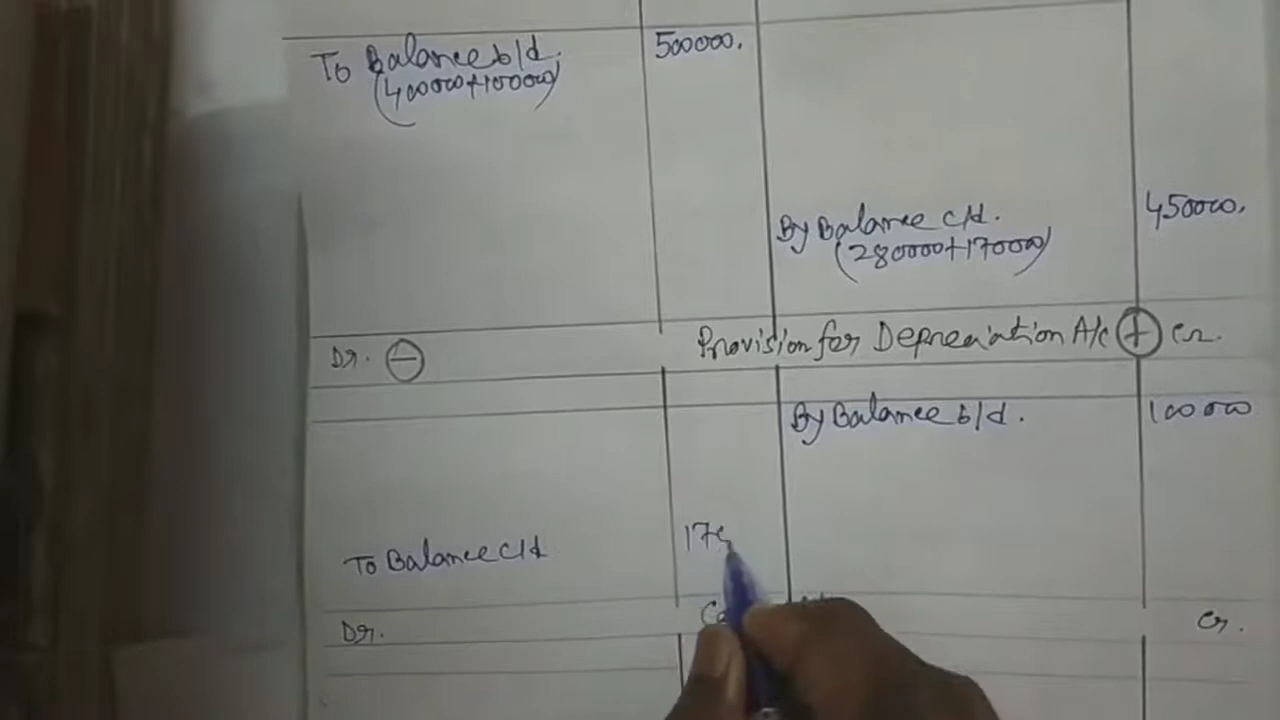 To Balance b/d. 500000.
(400000+100000)
By Balance c/d. 450000.
(280000+170000)
Dr. (-) Provision for Depreciation A/c (+) Cr.
By Balance b/d. 100000
To Balance c/d 170
Dr. Cr.